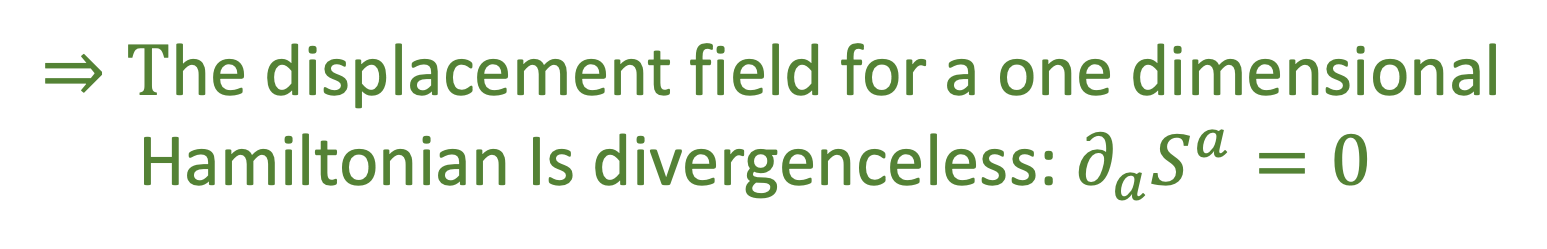 ⇒ The displacement field for a one dimensional
Hamiltonian Is divergenceless: ∂ₐSᵃ = 0